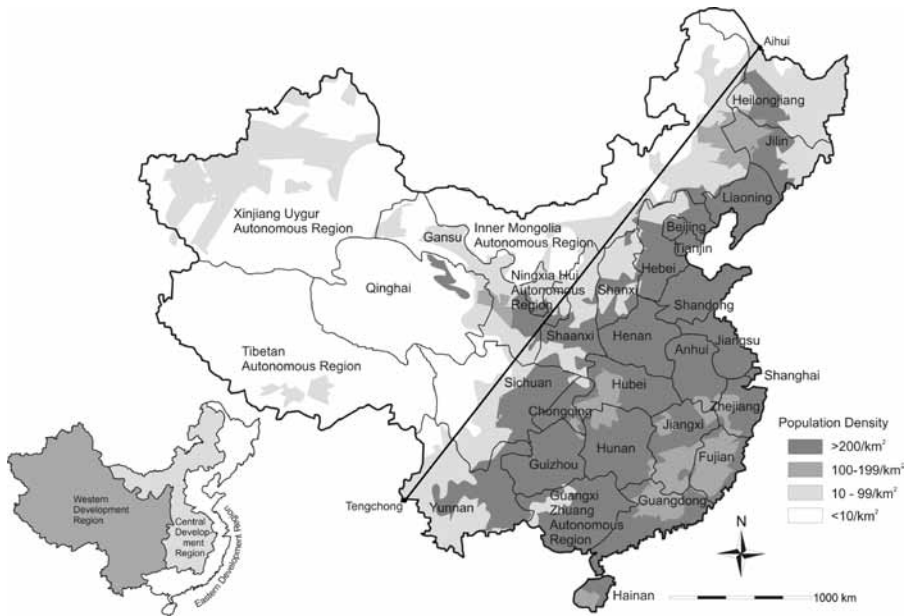 Aihui
Heilongjiang
Jilin
Liaoning
Xinjiang Uygur
Autonomous Region
Gansu
Inner Mongolia
Autonomous Region
Beijing
Tianjin
Hebei
Qinghai
Ningxia Hui
Autonomous
Region
Shanxi
Shandong
Tibetan
Autonomous Region
Shaanxi
Henan
Anhui
Jiangsu
Shanghai
Sichuan
Hubei
Chongqing
Zhejiang
Jiangxi
Hunan
Guizhou
Fujian
Tengchong
Yunnan
Guangxi
Zhuang
Autonomous
Region
Guangdong
Hainan
Population Density
>200/km²
100-199/km²
10 - 99/km²
<10/km²
N
1000 km
Western
Development
Region
Central
Develop
ment
Region
Eastern Development Region